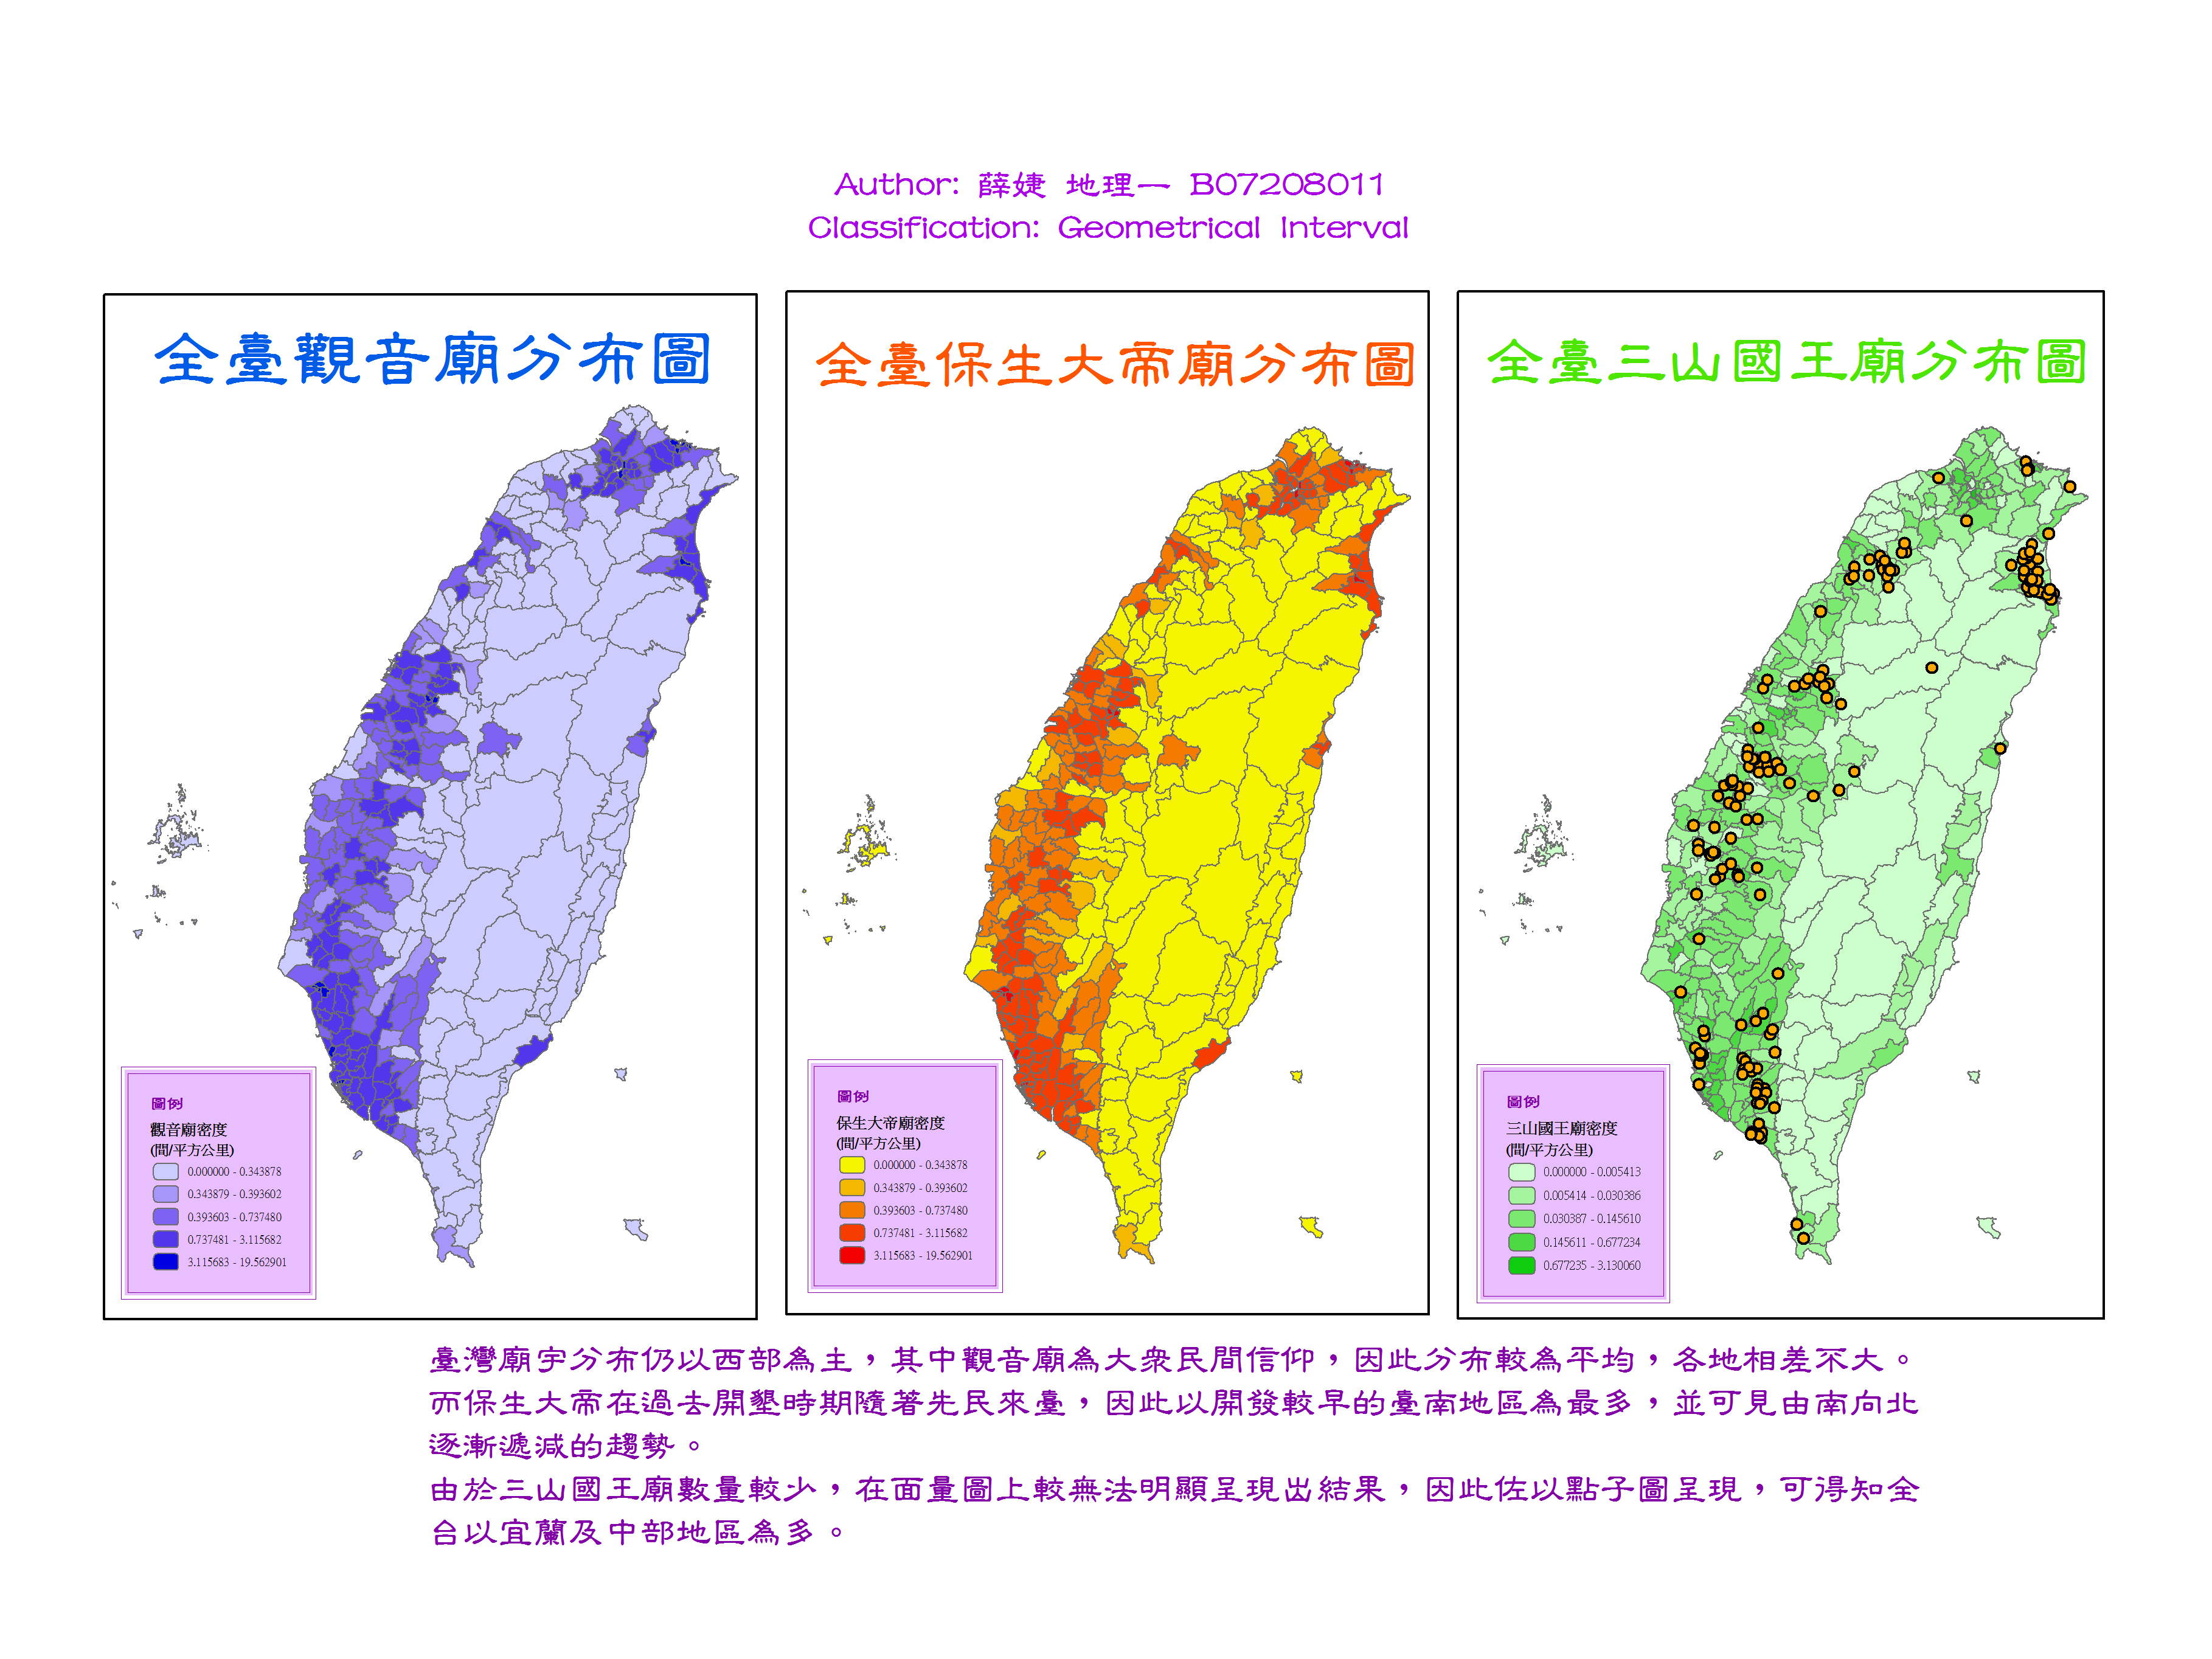 Author: 薛婕 地理一 B07208011
Classification: Geometrical Interval
全臺觀音廟分布圖
圖例
觀音廟密度
(間/平方公里)
0.000000 - 0.343878
0.343879 - 0.393602
0.393603 - 0.737480
0.737481 - 3.115682
3.115683 - 19.562901
全臺保生大帝廟分布圖
圖例
保生大帝廟密度
(間/平方公里)
0.000000 - 0.343878
0.343879 - 0.393602
0.393603 - 0.737480
0.737481 - 3.115682
3.115683 - 19.562901
全臺三山國王廟分布圖
圖例
三山國王廟密度
(間/平方公里)
0.000000 - 0.005413
0.005414 - 0.030386
0.030387 - 0.145610
0.145611 - 0.677234
0.677235 - 3.130060
臺灣廟宇分布仍以西部為主，其中觀音廟為大眾民間信仰，因此分布較為平均，各地相差不大。
而保生大帝在過去開墾時期隨著先民來臺，因此以開發較早的臺南地區為最多，並可見由南向北
逐漸遞減的趨勢。
由於三山國王廟數量較少，在面量圖上較無法明顯呈現出結果，因此佐以點子圖呈現，可得知全
台以宜蘭及中部地區為多。